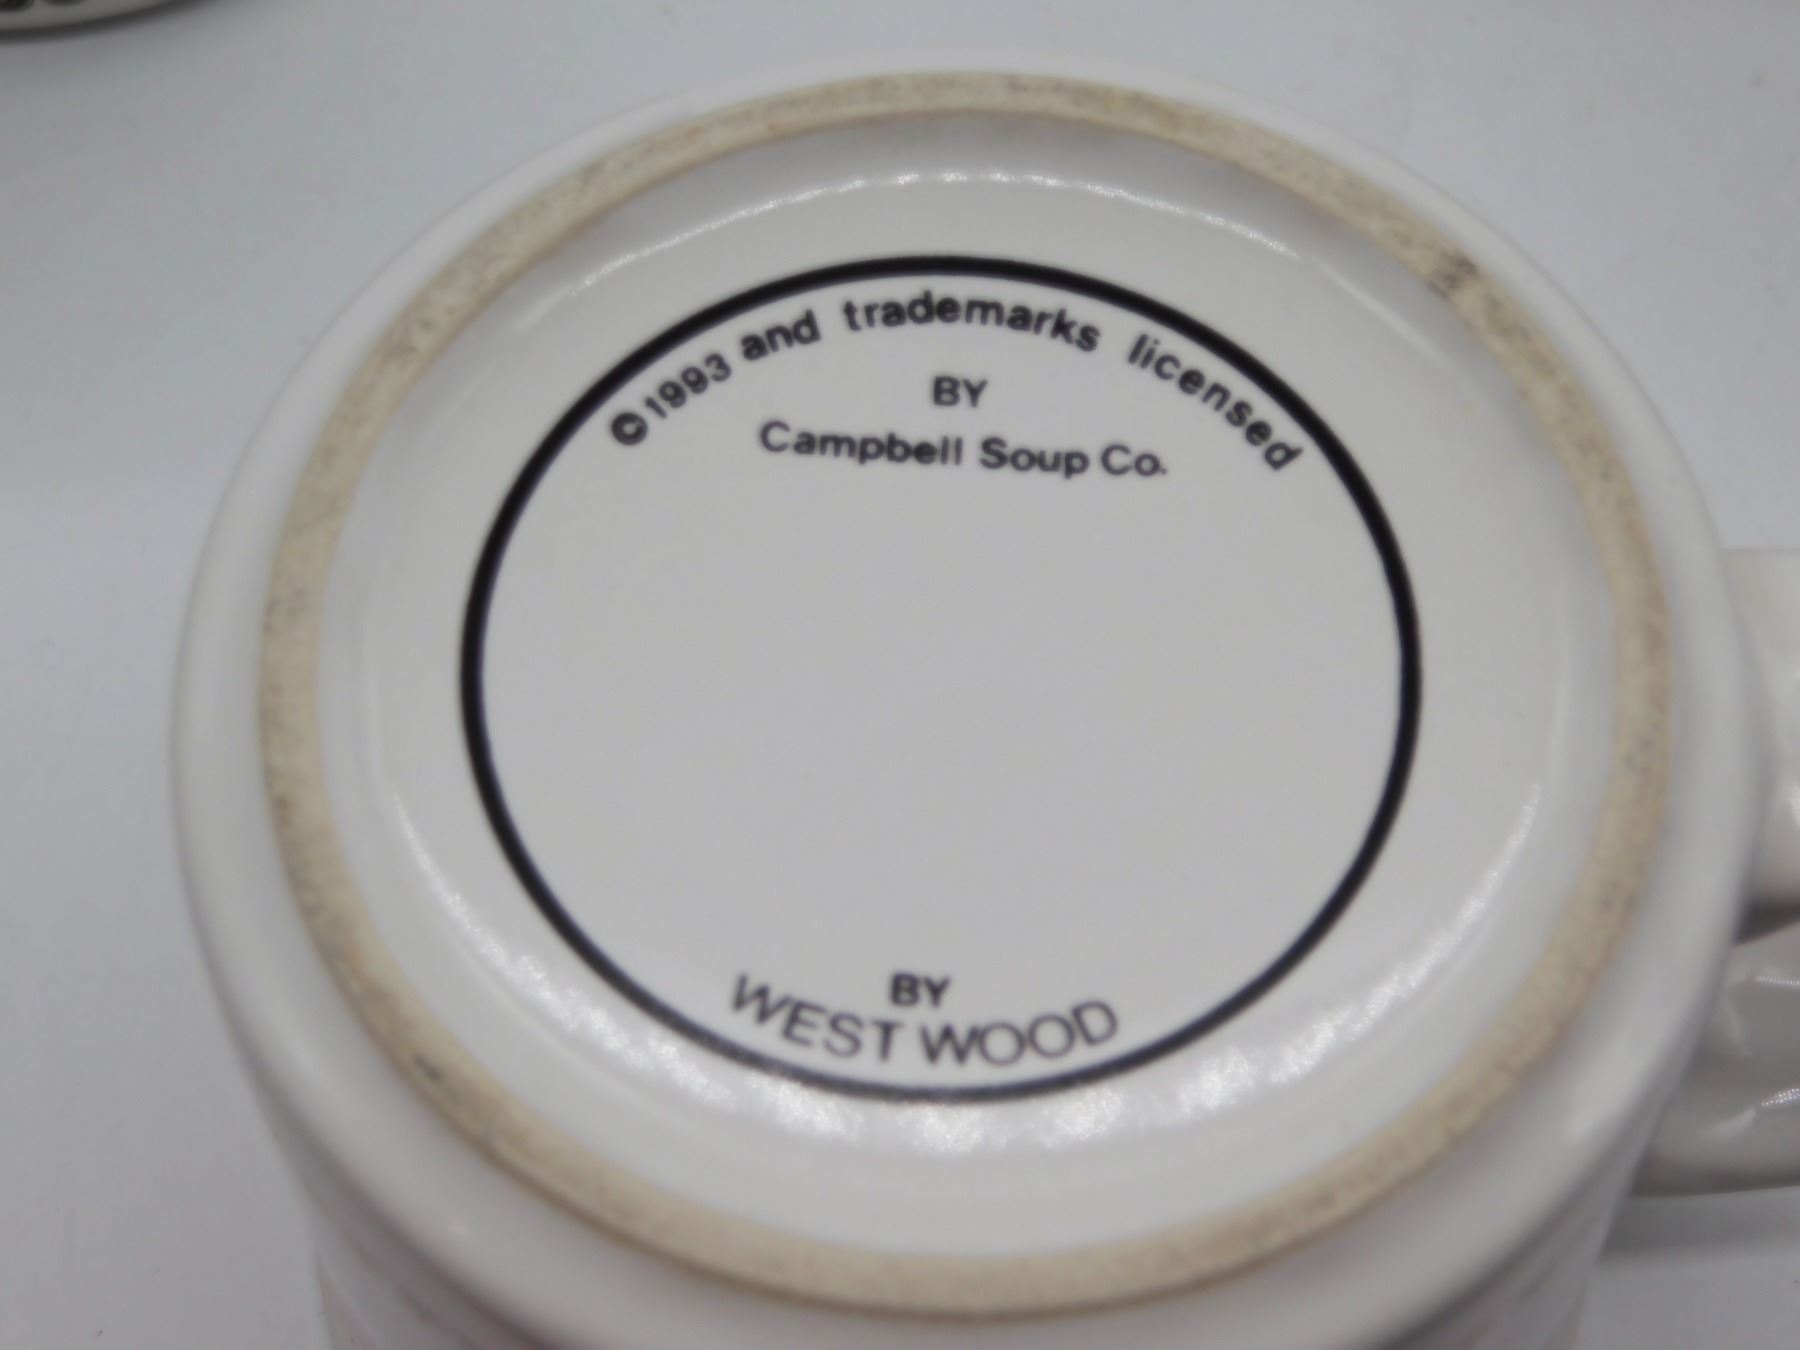 ©1993 and trademarks licensed
BY
Campbell Soup Co.
BY
WEST WOOD